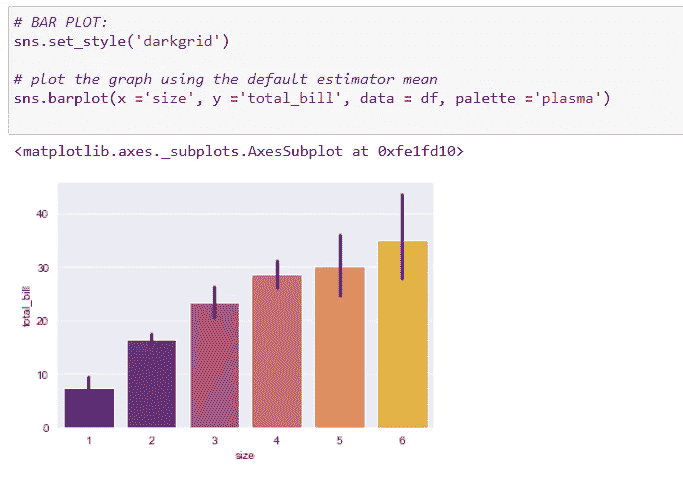 # BAR PLOT:
sns.set_style('darkgrid')
# plot the graph using the default estimator mean
sns.barplot(x ='size', y ='total_bill', data = df, palette ='plasma')
<matplotlib.axes._subplots.AxesSubplot at 0xfe1fd10>
40
30
20
10
0
total_bill
1 2 3 4 5 6
size